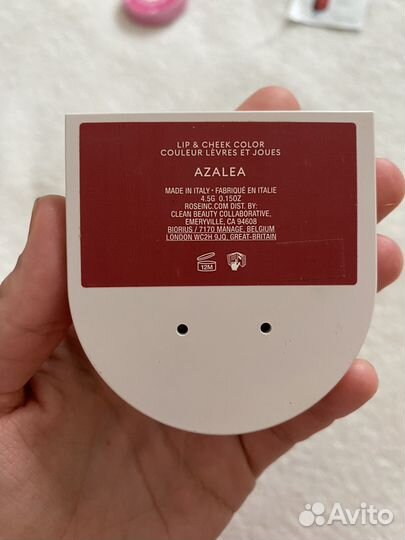 LIP & CHEEK COLOR
COULEUR LÈVRES ET JOUES
AZALEA
MADE IN ITALY • FABRIQUÉ EN ITALIE
4.5G 0.15OZ
ROSEINC.COM DIST. BY:
CLEAN BEAUTY COLLABORATIVE,
EMERYVILLE, CA 94608
BIORIUS / 7170 MANAGE, BELGIUM
LONDON WC2H 9JQ, GREAT-BRITAIN
12M
Avito